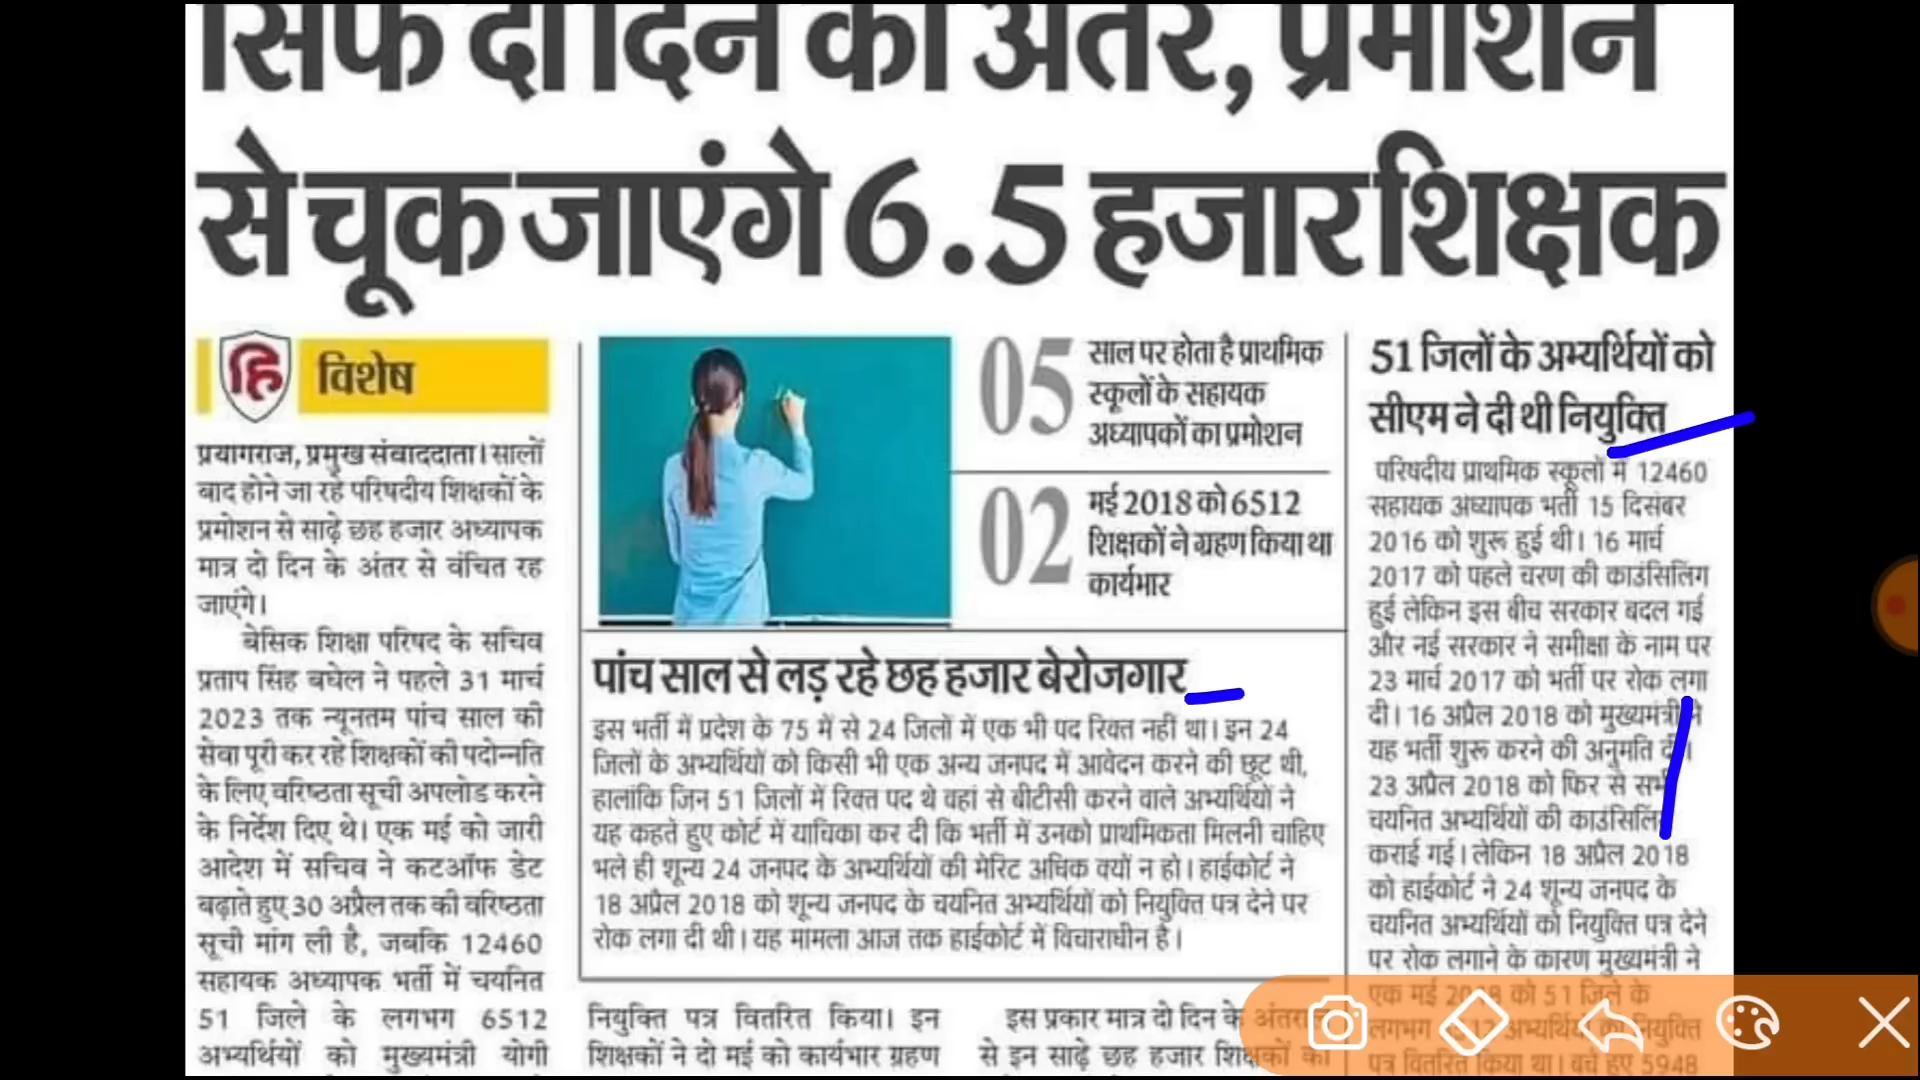 सिर्फ दो दिन का अंतर, प्रमोशन
से चूक जाएंगे 6.5 हजार शिक्षक
हि विशेष
प्रयागराज, प्रमुख संवाददाता। सालों
बाद होने जा रहे परिषदीय शिक्षकों के
प्रमोशन से साढ़े छह हजार अध्यापक
मात्र दो दिन के अंतर से वंचित रह
जाएंगे।
बेसिक शिक्षा परिषद के सचिव
प्रताप सिंह बघेल ने पहले 31 मार्च
2023 तक न्यूनतम पांच साल की
सेवा पूरी कर रहे शिक्षकों की पदोन्नति
के लिए वरिष्ठता सूची अपलोड करने
के निर्देश दिए थे। एक मई को जारी
आदेश में सचिव ने कटऑफ डेट
बढ़ाते हुए 30 अप्रैल तक की वरिष्ठता
सूची मांग ली है, जबकि 12460
सहायक अध्यापक भर्ती में चयनित
51 जिले के लगभग 6512
अभ्यर्थियों को मुख्यमंत्री योगी
05 साल पर होता है प्राथमिक
स्कूलों के सहायक
अध्यापकों का प्रमोशन
02 मई 2018 को 6512
शिक्षकों ने ग्रहण किया था
कार्यभार
पांच साल से लड़ रहे छह हजार बेरोजगार
इस भर्ती में प्रदेश के 75 में से 24 जिलों में एक भी पद रिक्त नहीं था। इन 24
जिलों के अभ्यर्थियों को किसी भी एक अन्य जनपद में आवेदन करने की छूट थी,
हालांकि जिन 51 जिलों में रिक्त पद थे वहां से बीटीसी करने वाले अभ्यर्थियों ने
यह कहते हुए कोर्ट में याचिका कर दी कि भर्ती में उनको प्राथमिकता मिलनी चाहिए
भले ही शून्य 24 जनपद के अभ्यर्थियों की मेरिट अधिक क्यों न हो। हाईकोर्ट ने
18 अप्रैल 2018 को शून्य जनपद के चयनित अभ्यर्थियों को नियुक्ति पत्र देने पर
रोक लगा दी थी। यह मामला आज तक हाईकोर्ट में विचाराधीन है।
नियुक्ति पत्र वितरित किया। इन
शिक्षकों ने दो मई को कार्यभार ग्रहण
इस प्रकार मात्र दो दिन के अंतराल
से इन साढ़े छह हजार शिक्षकों को
51 जिलों के अभ्यर्थियों को
सीएम ने दी थी नियुक्ति
परिषदीय प्राथमिक स्कूलों में 12460
सहायक अध्यापक भर्ती 15 दिसंबर
2016 को शुरू हुई थी। 16 मार्च
2017 को पहले चरण की काउंसिलिंग
हुई लेकिन इस बीच सरकार बदल गई
और नई सरकार ने समीक्षा के नाम पर
23 मार्च 2017 को भर्ती पर रोक लगा
दी। 16 अप्रैल 2018 को मुख्यमंत्री ने
यह भर्ती शुरू करने की अनुमति दी।
23 अप्रैल 2018 को फिर से सभी
चयनित अभ्यर्थियों की काउंसिलिंग
कराई गई। लेकिन 18 अप्रैल 2018
को हाईकोर्ट ने 24 शून्य जनपद के
चयनित अभ्यर्थियों को नियुक्ति पत्र देने
पर रोक लगाने के कारण मुख्यमंत्री ने
एक मई 2018 को 51 जिले के
लगभग अभ्यर्थियों को नियुक्ति
पत्र वितरित किया था। बचे हुए 5948